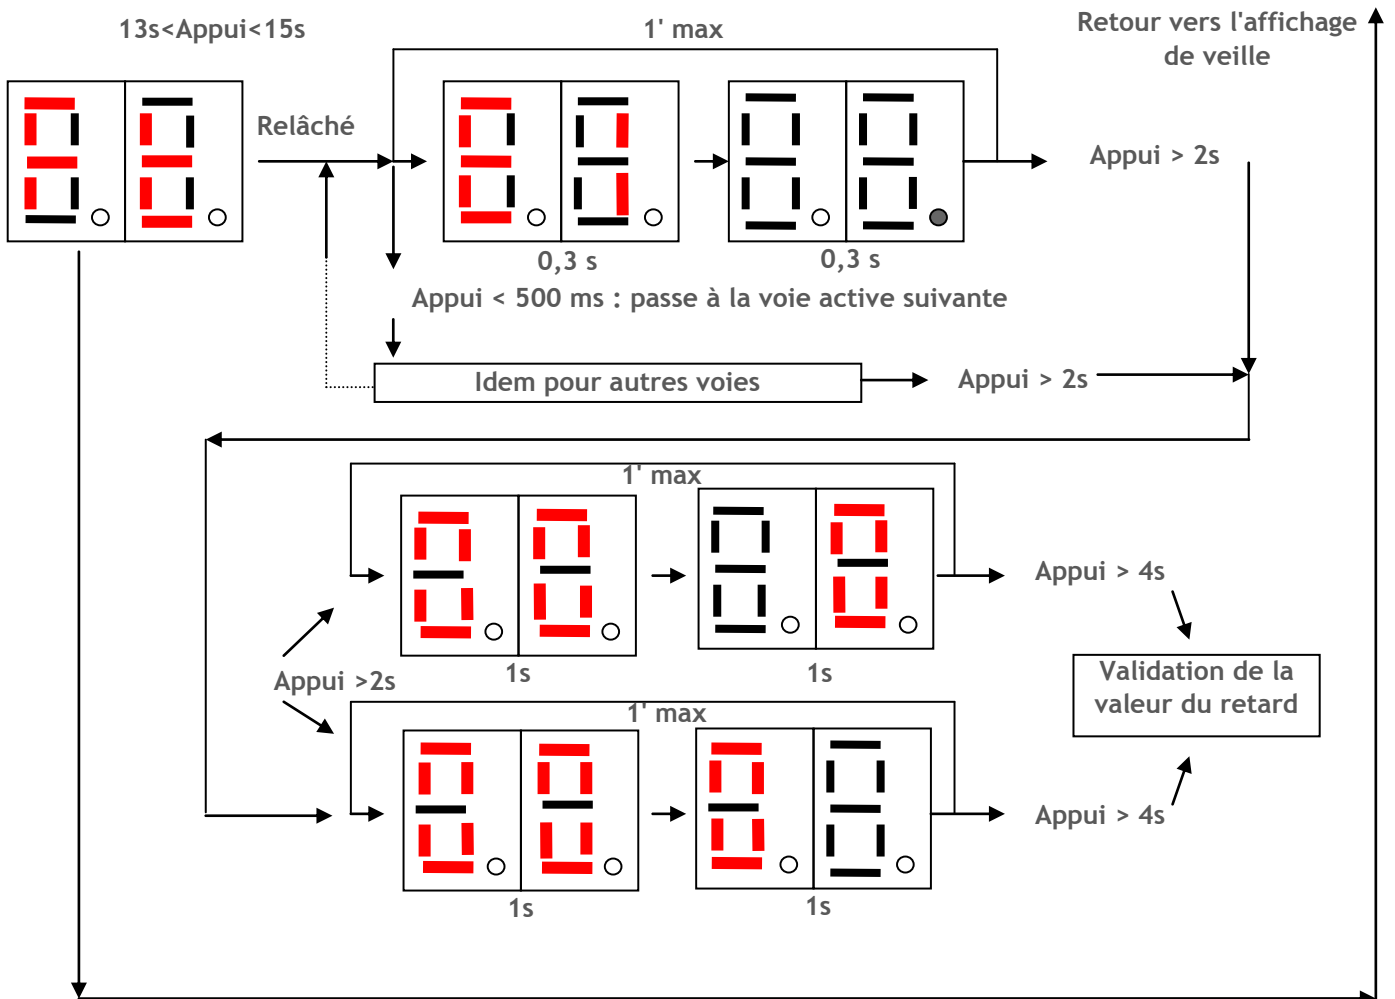 13s<Appui<15s
1' max
Retour vers l'affichage
de veille
Relâché
Appui > 2s
0,3 s
0,3 s
Appui < 500 ms : passe à la voie active suivante
Idem pour autres voies
Appui > 2s
1' max
Appui > 4s
1s
1s
Appui >2s
Validation de la
valeur du retard
1' max
Appui > 4s
1s
1s